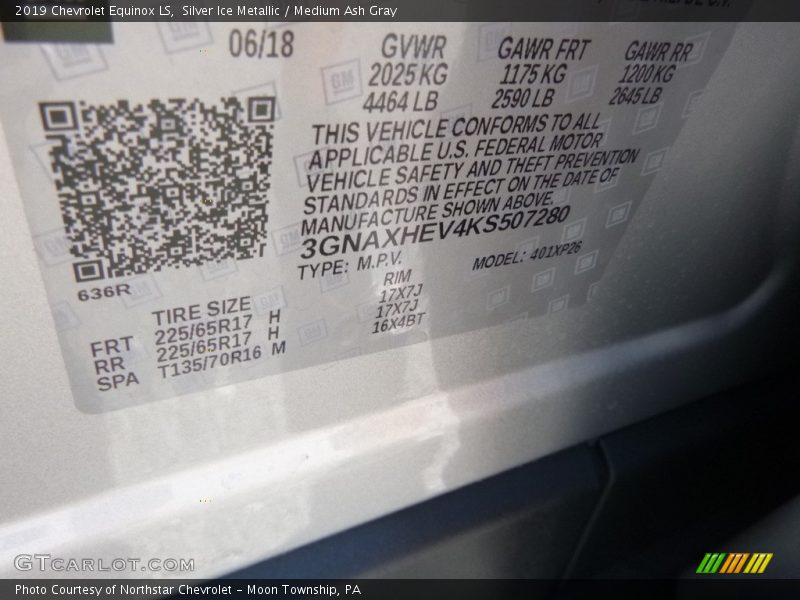 2019 Chevrolet Equinox LS, Silver Ice Metallic / Medium Ash Gray
06/18 GVWR GAWR FRT GAWR RR
2025 KG 1175 KG 1200 KG
4464 LB 2590 LB 2645 LB
THIS VEHICLE CONFORMS TO ALL
APPLICABLE U.S. FEDERAL MOTOR
VEHICLE SAFETY AND THEFT PREVENTION
STANDARDS IN EFFECT ON THE DATE OF
MANUFACTURE SHOWN ABOVE.
3GNAXHEV4KS507280
TYPE: M.P.V. MODEL: 401XP26
636R
TIRE SIZE RIM
FRT 225/65R17 H 17X7J
RR 225/65R17 H 17X7J
SPA T135/70R16 M 16X4BT
GM
GTCARLOT.COM
Photo Courtesy of Northstar Chevrolet - Moon Township, PA